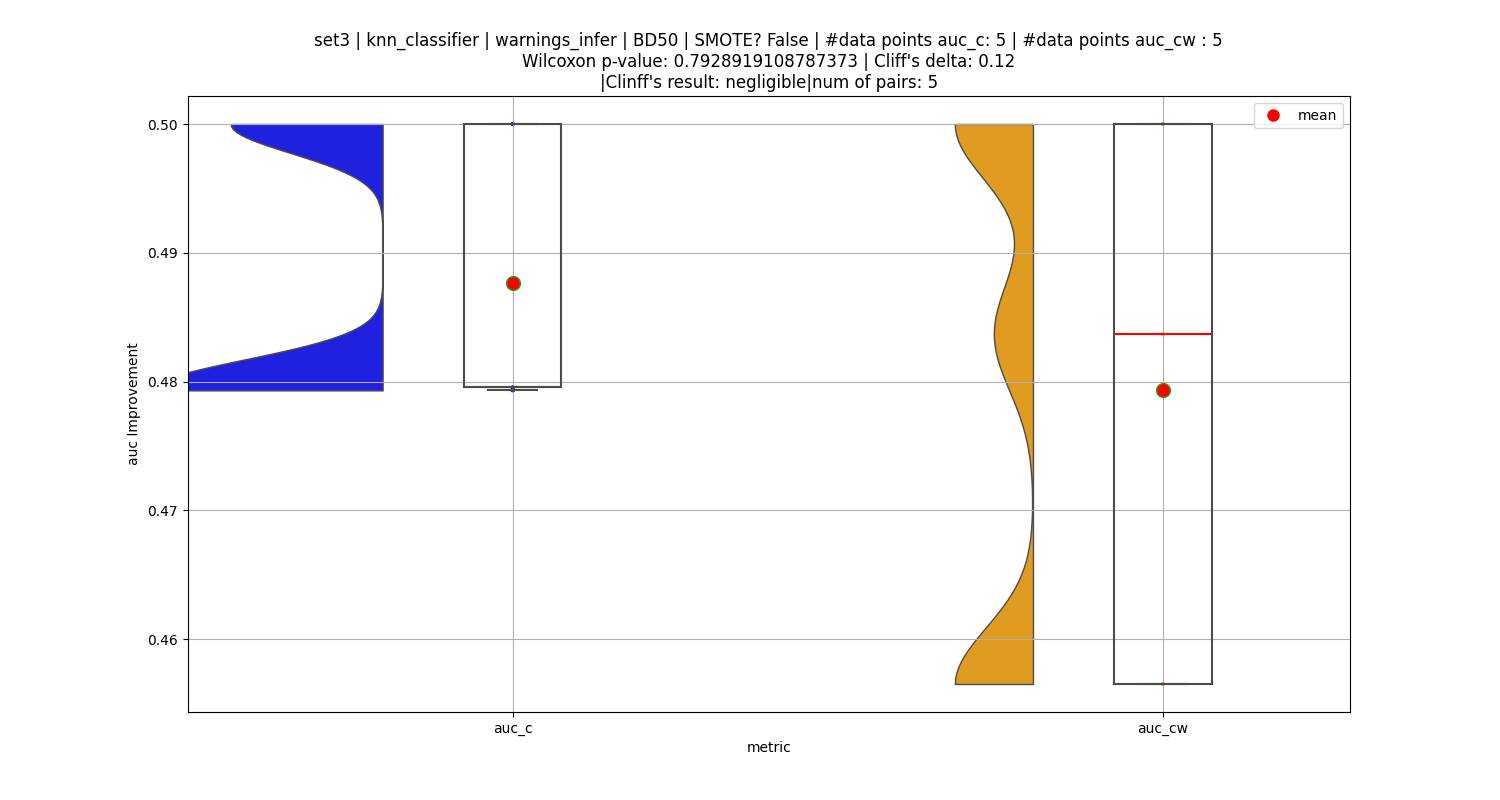 set3 | knn_classifier | warnings_infer | BD50 | SMOTE? False | #data points auc_c: 5 | #data points auc_cw : 5
Wilcoxon p-value: 0.7928919108787373 | Cliff's delta: 0.12
|Clinff's result: negligible|num of pairs: 5
mean
0.50
0.49
0.48
0.47
0.46
auc Improvement
auc_c
auc_cw
metric